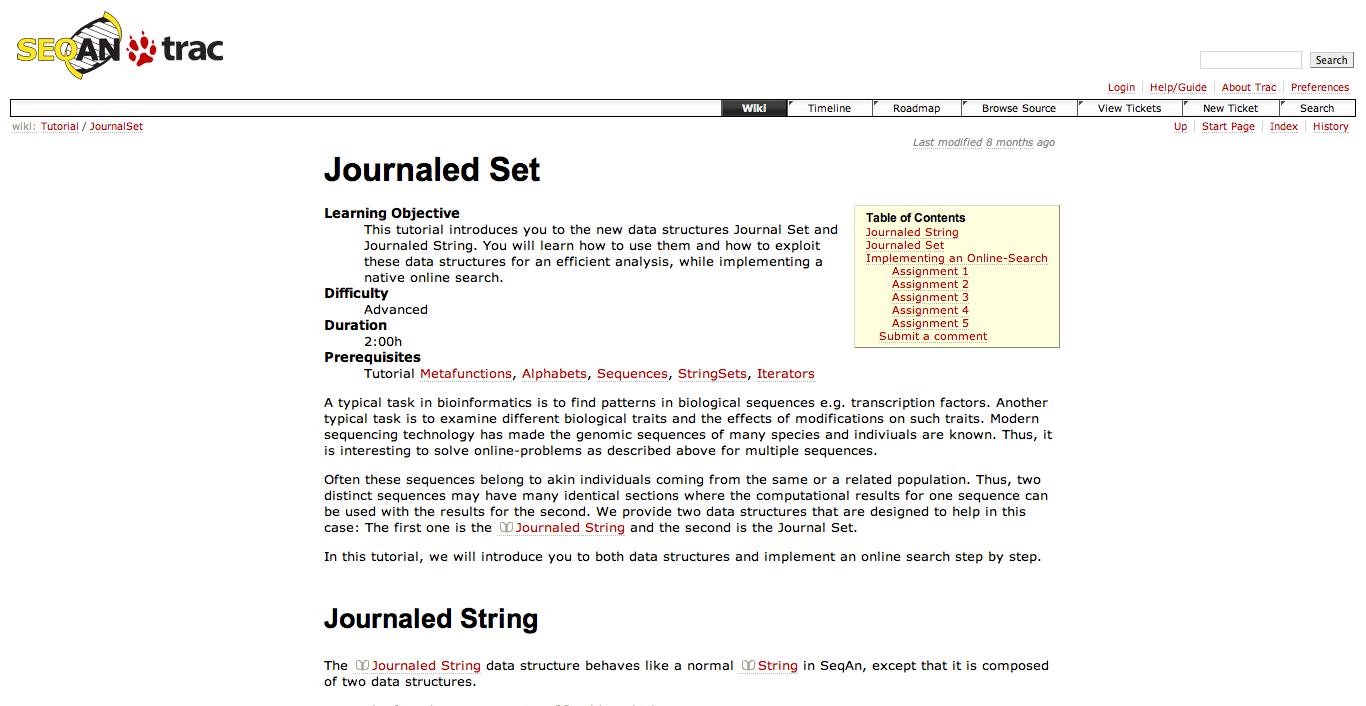 SEQAN trac
Search
Login Help/Guide About Trac Preferences
Wiki Timeline Roadmap Browse Source View Tickets New Ticket Search
wiki: Tutorial / JournalSet
Up Start Page Index History
Last modified 8 months ago
Journaled Set
Learning Objective
This tutorial introduces you to the new data structures Journal Set and
Journaled String. You will learn how to use them and how to exploit
these data structures for an efficient analysis, while implementing a
native online search.
Difficulty
Advanced
Duration
2:00h
Prerequisites
Tutorial Metafunctions, Alphabets, Sequences, StringSets, Iterators
Table of Contents
Journaled String
Journaled Set
Implementing an Online-Search
Assignment 1
Assignment 2
Assignment 3
Assignment 4
Assignment 5
Submit a comment
A typical task in bioinformatics is to find patterns in biological sequences e.g. transcription factors. Another
typical task is to examine different biological traits and the effects of modifications on such traits. Modern
sequencing technology has made the genomic sequences of many species and indiviuals are known. Thus, it
is interesting to solve online-problems as described above for multiple sequences.
Often these sequences belong to akin individuals coming from the same or a related population. Thus, two
distinct sequences may have many identical sections where the computational results for one sequence can
be used with the results for the second. We provide two data structures that are designed to help in this
case: The first one is the Journaled String and the second is the Journal Set.
In this tutorial, we will introduce you to both data structures and implement an online search step by step.
Journaled String
The Journaled String data structure behaves like a normal String in SeqAn, except that it is composed
of two data structures.